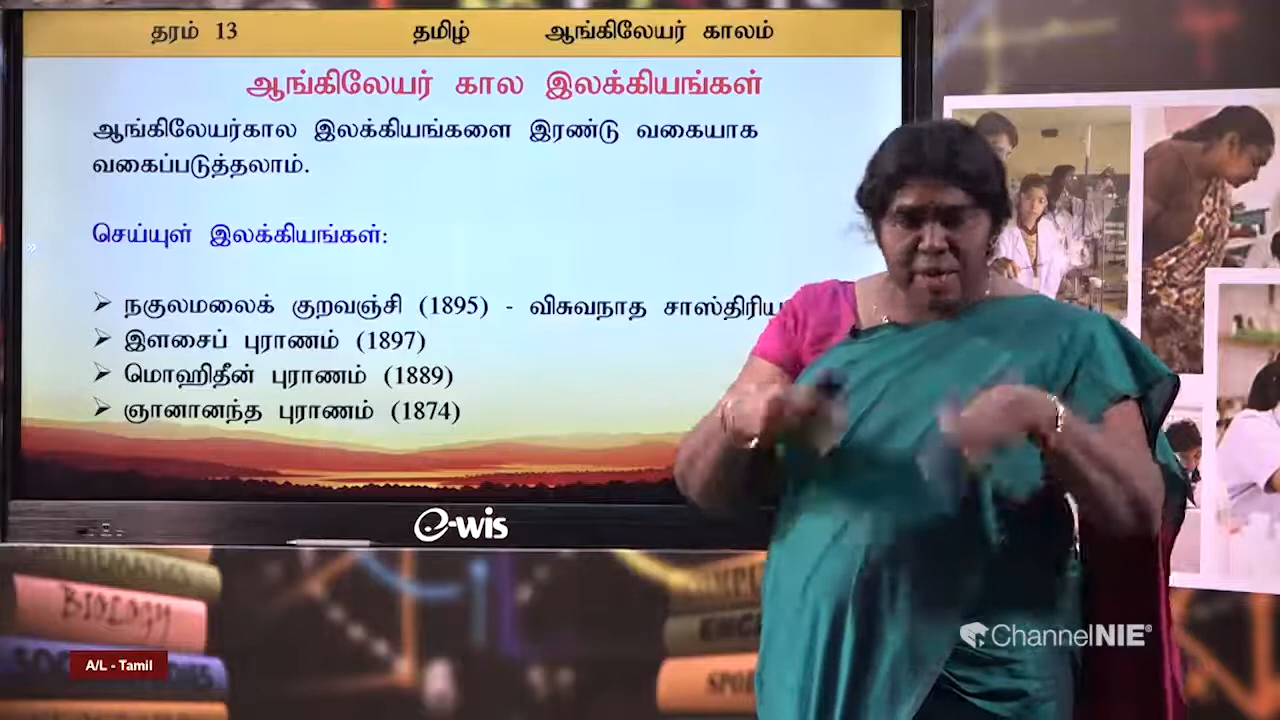 தரம் 13 தமிழ் ஆங்கிலேயர் காலம்
ஆங்கிலேயர் கால இலக்கியங்கள்
ஆங்கிலேயர்கால இலக்கியங்களை இரண்டு வகையாக
வகைப்படுத்தலாம்.
செய்யுள் இலக்கியங்கள்:
➢ நகுலமலைக் குறவஞ்சி (1895) - விசுவநாத
➢ இளசைப் புராணம் (1897)
➢ மொஹிதீன் புராணம் (1889)
➢ ஞானானந்த புராணம் (1874)
e-wis
BIOLOGY
A/L - Tamil
ChannelNIE®